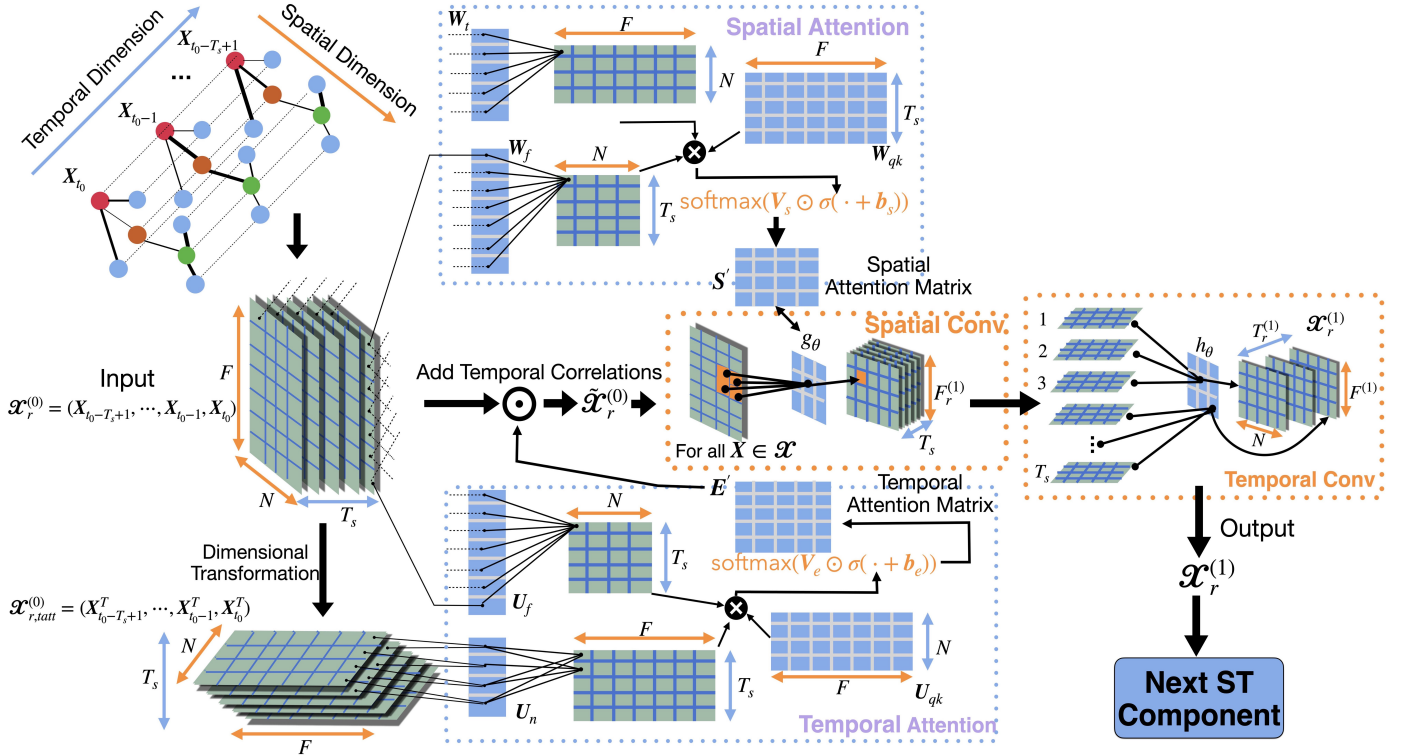 Temporal Dimension
Spatial Dimension
X_{t_0-T_s+1}
...
X_{t_0-1}
X_{t_0}
Input
𝒳_r^{(0)} = (X_{t_0-T_s+1}, ⋯, X_{t_0-1}, X_{t_0})
F
N
T_s
Dimensional
Transformation
𝒳_{r,tatt}^{(0)} = (X^T_{t_0-T_s+1}, ⋯, X^T_{t_0-1}, X^T_{t_0})
T_s
N
F
Spatial Attention
W_t
F
N
F
T_s
W_{qk}
W_f
N
T_s
softmax(V_s ⊙ σ( · + b_s))
S′
Spatial
Attention Matrix
Add Temporal Correlations
𝒳̃_r^{(0)}
Spatial Conv
g_θ
F_r^{(1)}
T_s
For all X ∈ 𝒳
E′
Temporal
Attention Matrix
softmax(V_e ⊙ σ( · + b_e))
U_f
N
T_s
U_n
F
T_s
N
F
U_{qk}
Temporal Attention
1
2
3
⋮
T_s
h_θ
T_r^{(1)}
𝒳_r^{(1)}
F^{(1)}
N
Temporal Conv
Output
𝒳_r^{(1)}
Next ST
Component